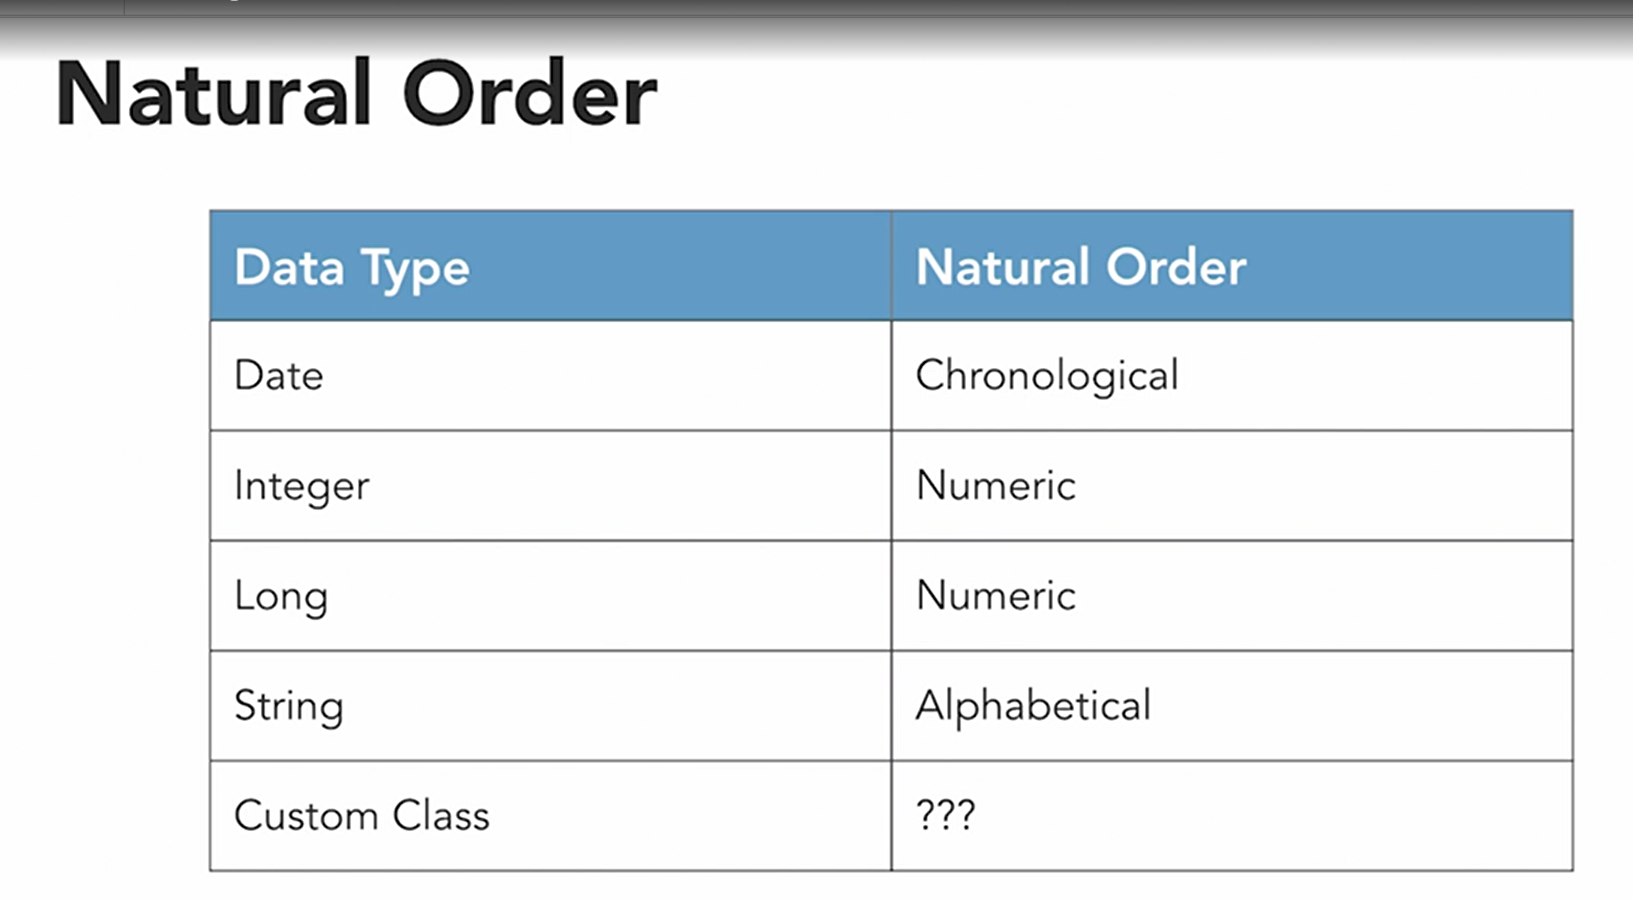 Natural Order
Data Type Natural Order
Date Chronological
Integer Numeric
Long Numeric
String Alphabetical
Custom Class ???